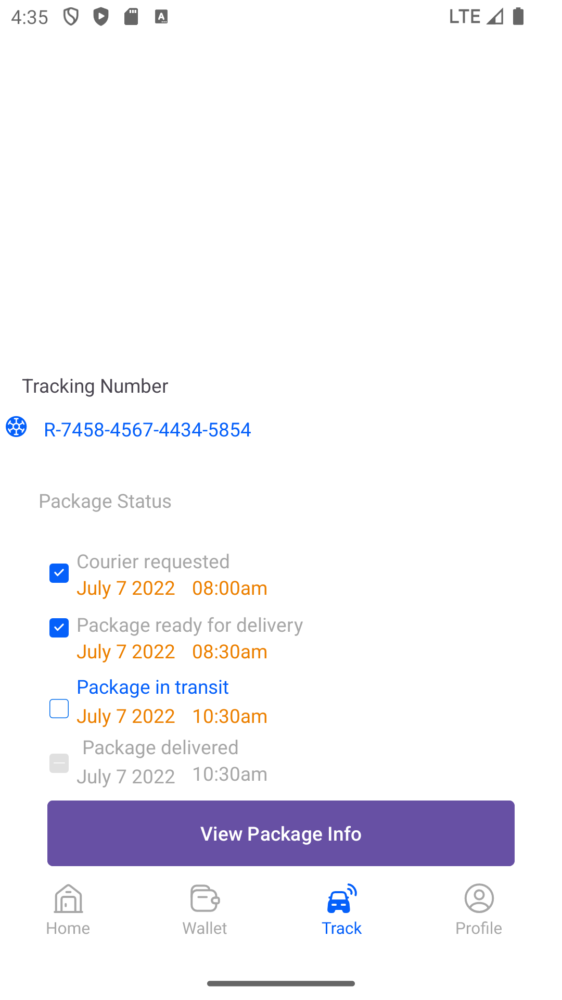 4:35 LTE
Tracking Number
R-7458-4567-4434-5854
Package Status
Courier requested
July 7 2022 08:00am
Package ready for delivery
July 7 2022 08:30am
Package in transit
July 7 2022 10:30am
Package delivered
July 7 2022 10:30am
View Package Info
Home Wallet Track Profile